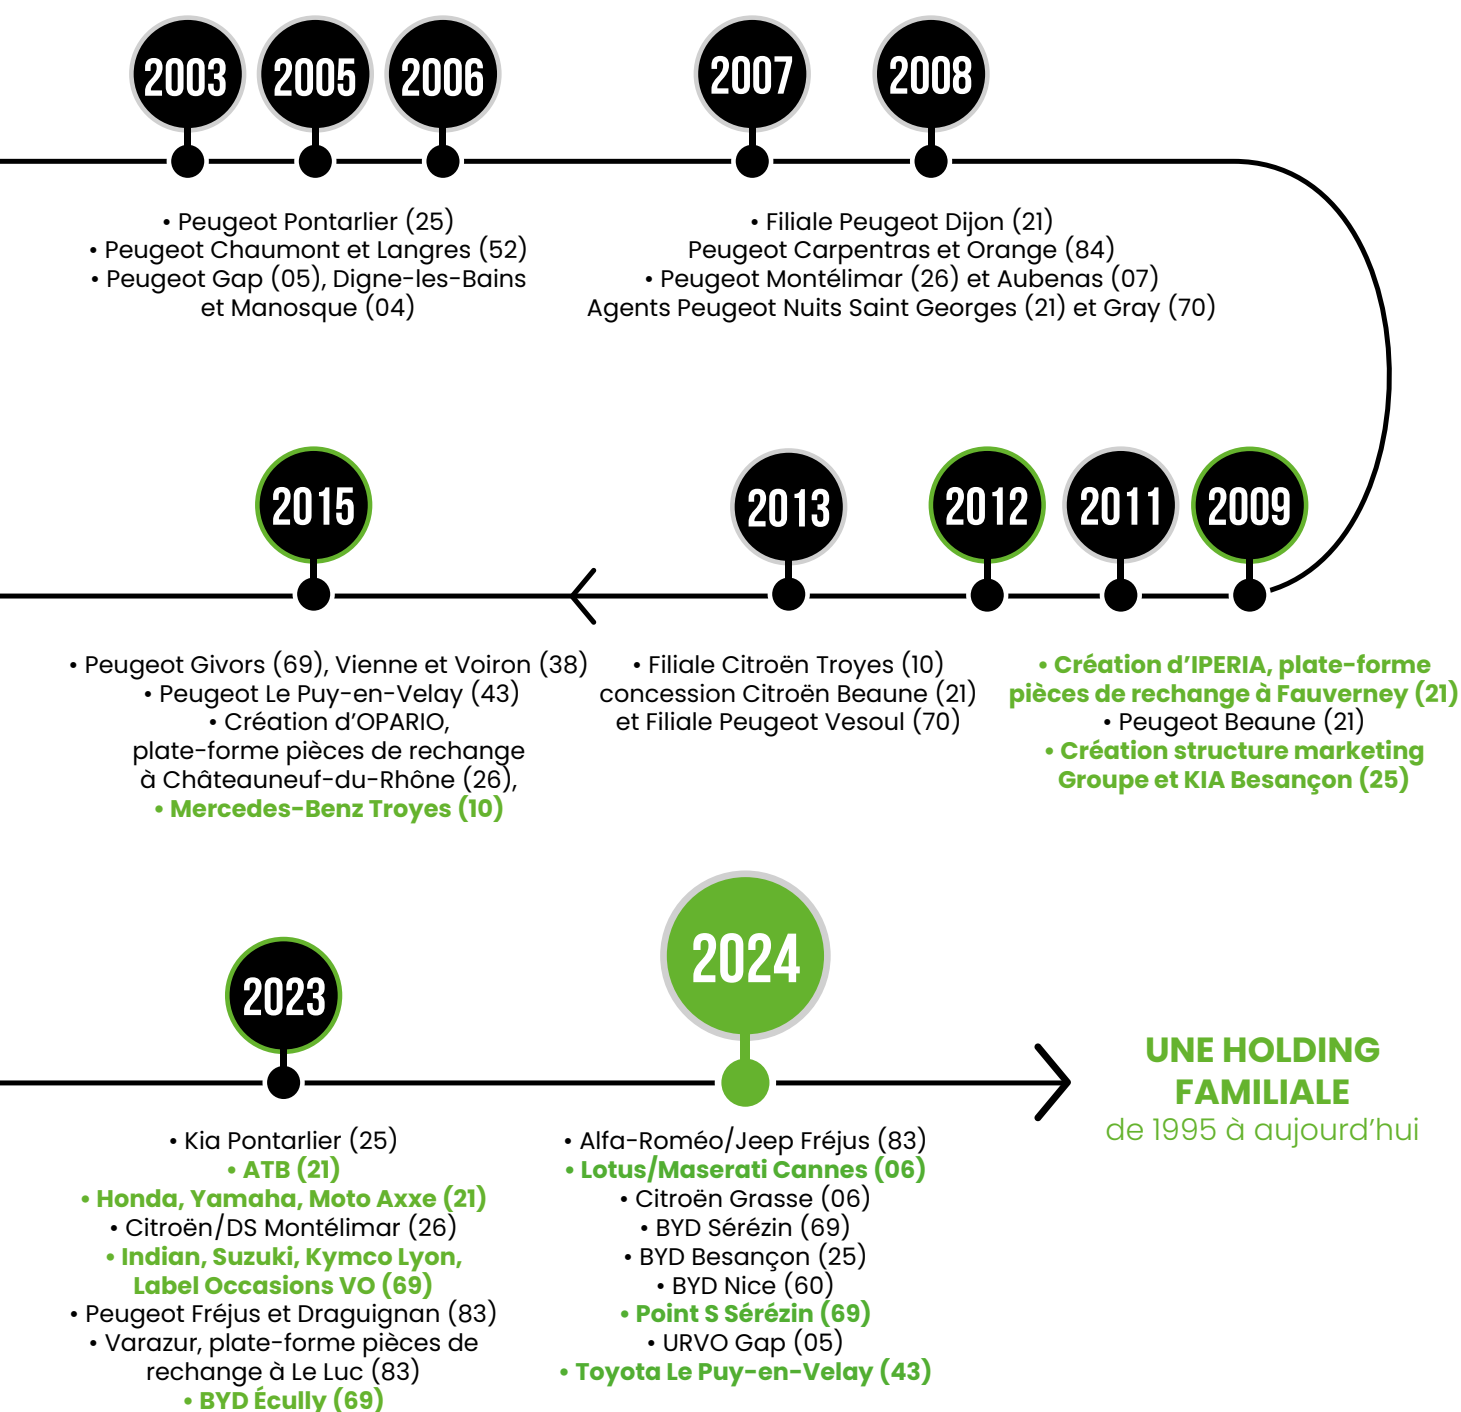 2003 2005 2006
• Peugeot Pontarlier (25)
• Peugeot Chaumont et Langres (52)
• Peugeot Gap (05), Digne-les-Bains
et Manosque (04)
2007 2008
• Filiale Peugeot Dijon (21)
Peugeot Carpentras et Orange (84)
• Peugeot Montélimar (26) et Aubenas (07)
Agents Peugeot Nuits Saint Georges (21) et Gray (70)
2015
• Peugeot Givors (69), Vienne et Voiron (38)
• Peugeot Le Puy-en-Velay (43)
• Création d’OPARIO,
plate-forme pièces de rechange
à Châteauneuf-du-Rhône (26),
• Mercedes-Benz Troyes (10)
2013
• Filiale Citroën Troyes (10)
concession Citroën Beaune (21)
et Filiale Peugeot Vesoul (70)
2012 2011 2009
• Création d’IPERIA, plate-forme
pièces de rechange à Fauverney (21)
• Peugeot Beaune (21)
• Création structure marketing
Groupe et KIA Besançon (25)
2023
• Kia Pontarlier (25)
• ATB (21)
• Honda, Yamaha, Moto Axxe (21)
• Citroën/DS Montélimar (26)
• Indian, Suzuki, Kymco Lyon,
Label Occasions VO (69)
• Peugeot Fréjus et Draguignan (83)
• Varazur, plate-forme pièces de
rechange à Le Luc (83)
• BYD Écully (69)
2024
• Alfa-Roméo/Jeep Fréjus (83)
• Lotus/Maserati Cannes (06)
• Citroën Grasse (06)
• BYD Sérézin (69)
• BYD Besançon (25)
• BYD Nice (60)
• Point S Sérézin (69)
• URVO Gap (05)
• Toyota Le Puy-en-Velay (43)
UNE HOLDING
FAMILIALE
de 1995 à aujourd’hui